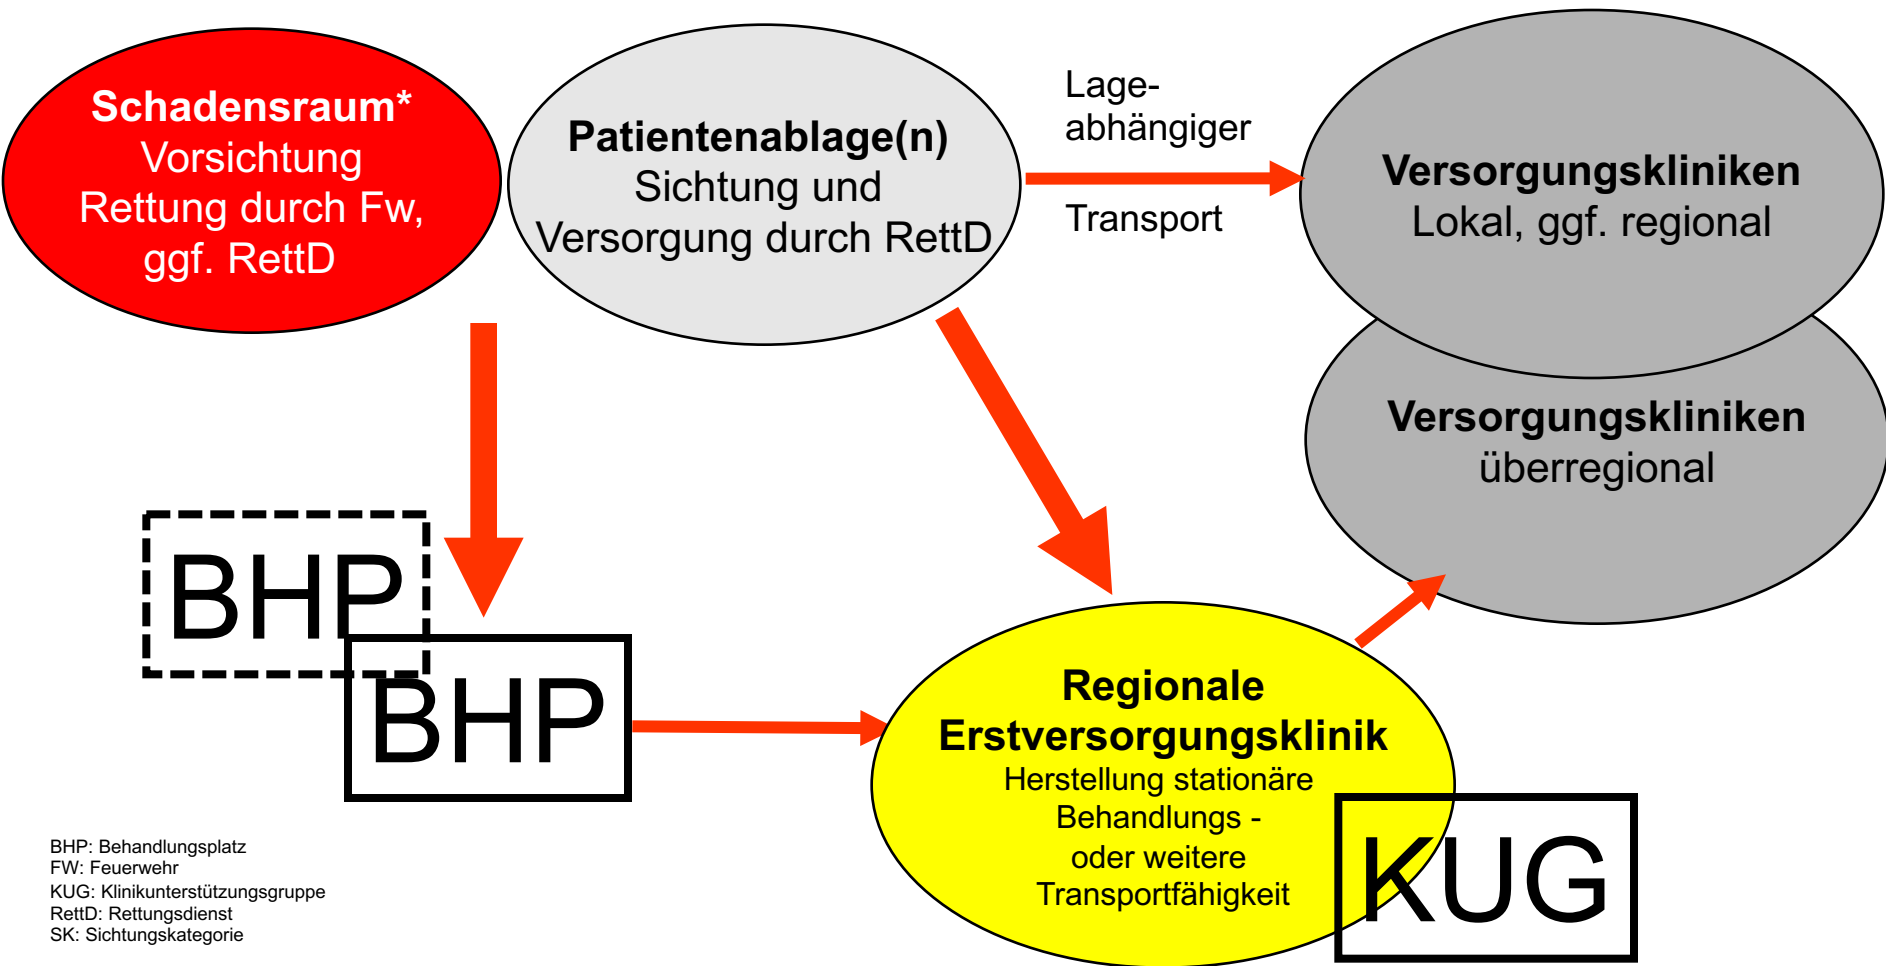 Schadensraum*
Vorsichtung
Rettung durch Fw,
ggf. RettD
Patientenablage(n)
Sichtung und
Versorgung durch RettD
Lage-
abhängiger
Transport
Versorgungskliniken
Lokal, ggf. regional
Versorgungskliniken
überregional
BHP
BHP
Regionale
Erstversorgungsklinik
Herstellung stationäre
Behandlungs -
oder weitere
Transportfähigkeit
KUG
BHP: Behandlungsplatz
FW: Feuerwehr
KUG: Klinikunterstützungsgruppe
RettD: Rettungsdienst
SK: Sichtungskategorie